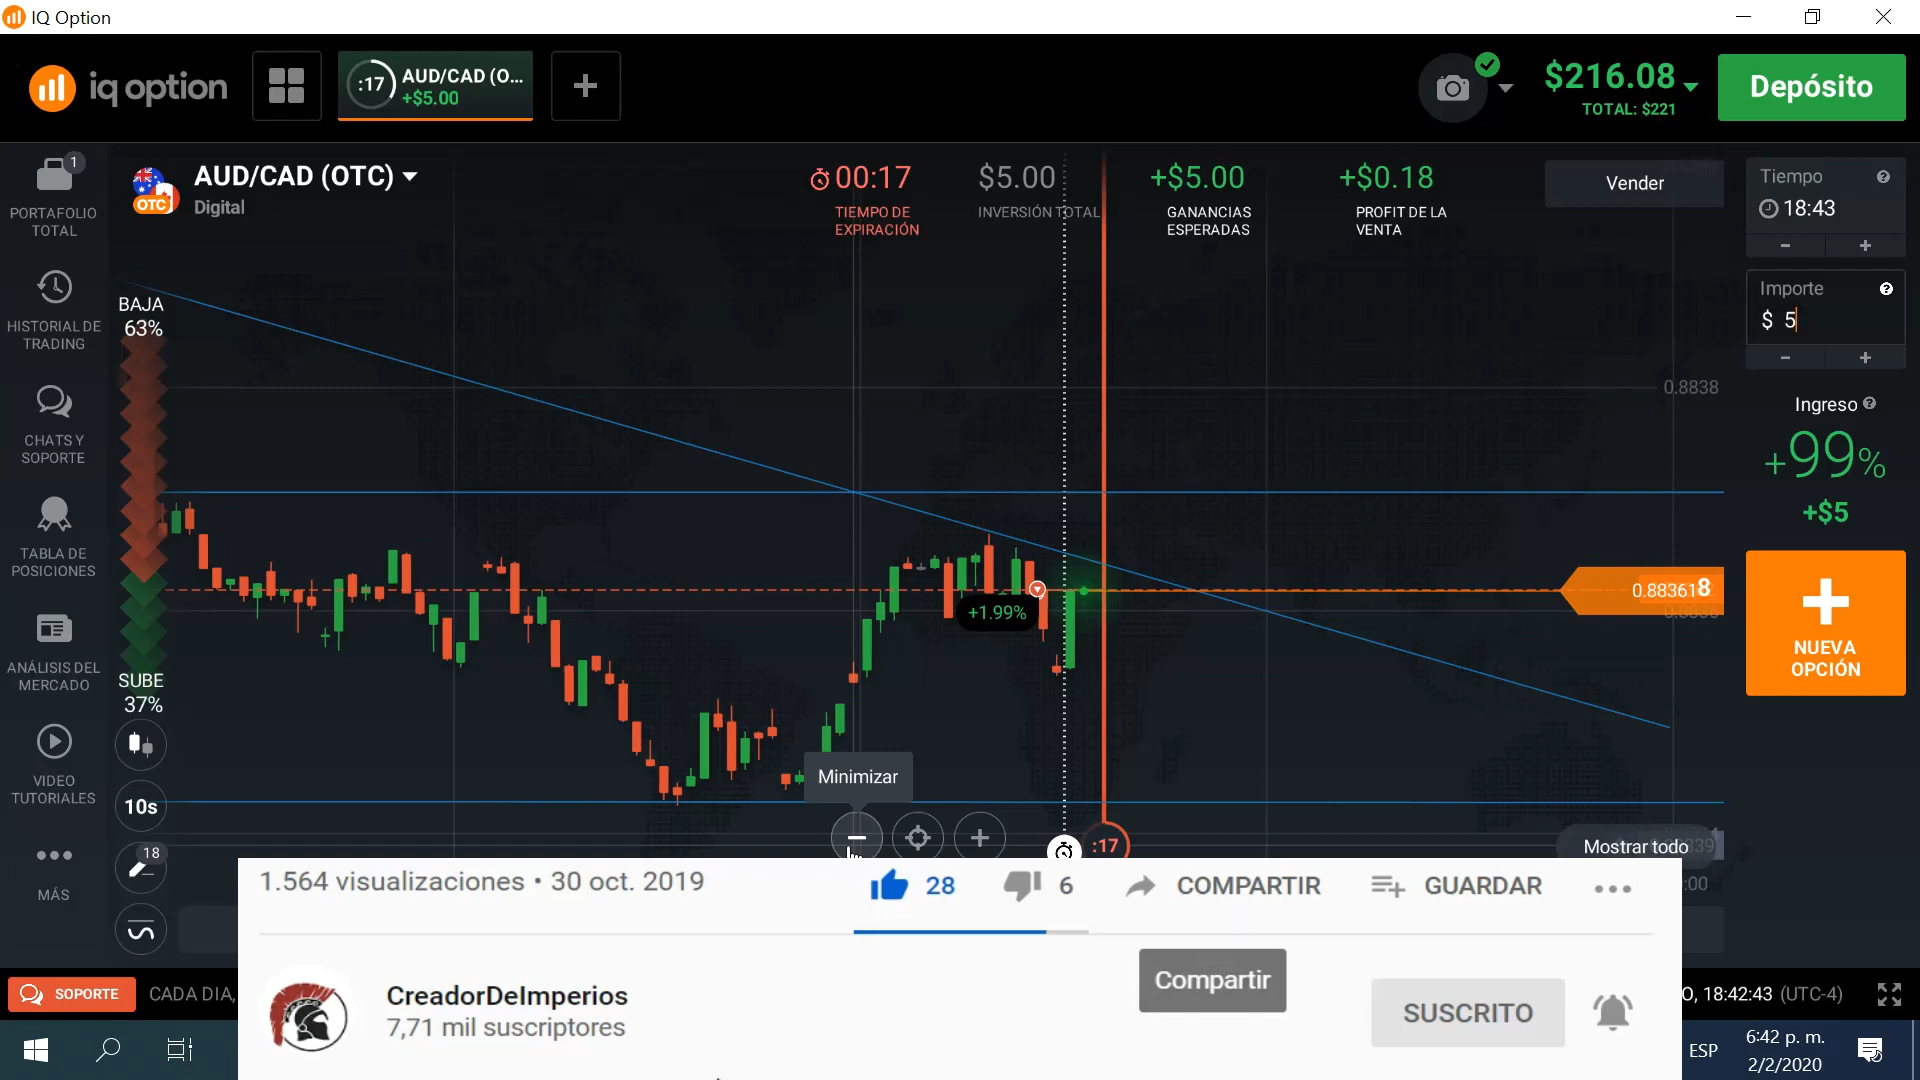 IQ Option
iq option
:17
AUD/CAD (O...
+$5.00
$216.08
TOTAL: $221
Depósito
1
PORTAFOLIO
TOTAL
HISTORIAL DE
TRADING
CHATS Y
SOPORTE
TABLA DE
POSICIONES
ANÁLISIS DEL
MERCADO
VIDEO
TUTORIALES
MÁS
OTC
AUD/CAD (OTC)
Digital
00:17
TIEMPO DE
EXPIRACIÓN
$5.00
INVERSIÓN TOTAL
+$5.00
GANANCIAS
ESPERADAS
+$0.18
PROFIT DE LA
VENTA
Vender
Tiempo
18:43
- +
Importe
$ 5
- +
Ingreso
+99%
+$5
NUEVA
OPCIÓN
BAJA
63%
SUBE
37%
10s
18
0.8838
0.883618
+1.99%
Minimizar
:17
Mostrar todo
:00
1.564 visualizaciones • 30 oct. 2019
28
6
COMPARTIR
GUARDAR
Compartir
CreadorDeImperios
7,71 mil suscriptores
SUSCRITO
SOPORTE
CADA DIA,
O, 18:42:43 (UTC-4)
ESP
6:42 p. m.
2/2/2020